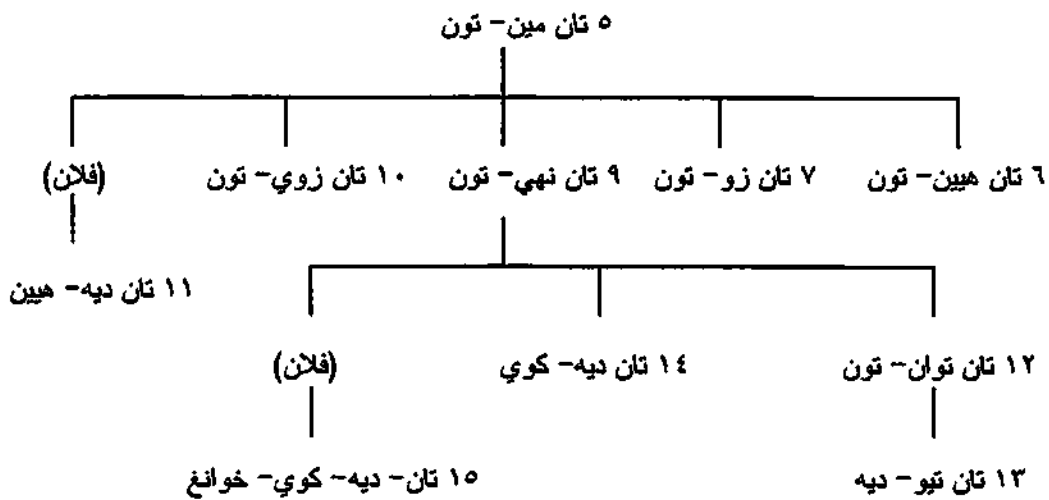 ٥ تان مين- تون
٦ تان هيين- تون
٧ تان زو- تون
٩ تان نهي- تون
١٠ تان زوي- تون
(فلان)
١١ تان ديه- هيين
١٢ تان توان- تون
١٤ تان ديه- كوي
(فلان)
١٣ تان تيو- ديه
١٥ تان- ديه- كوي- خوانغ